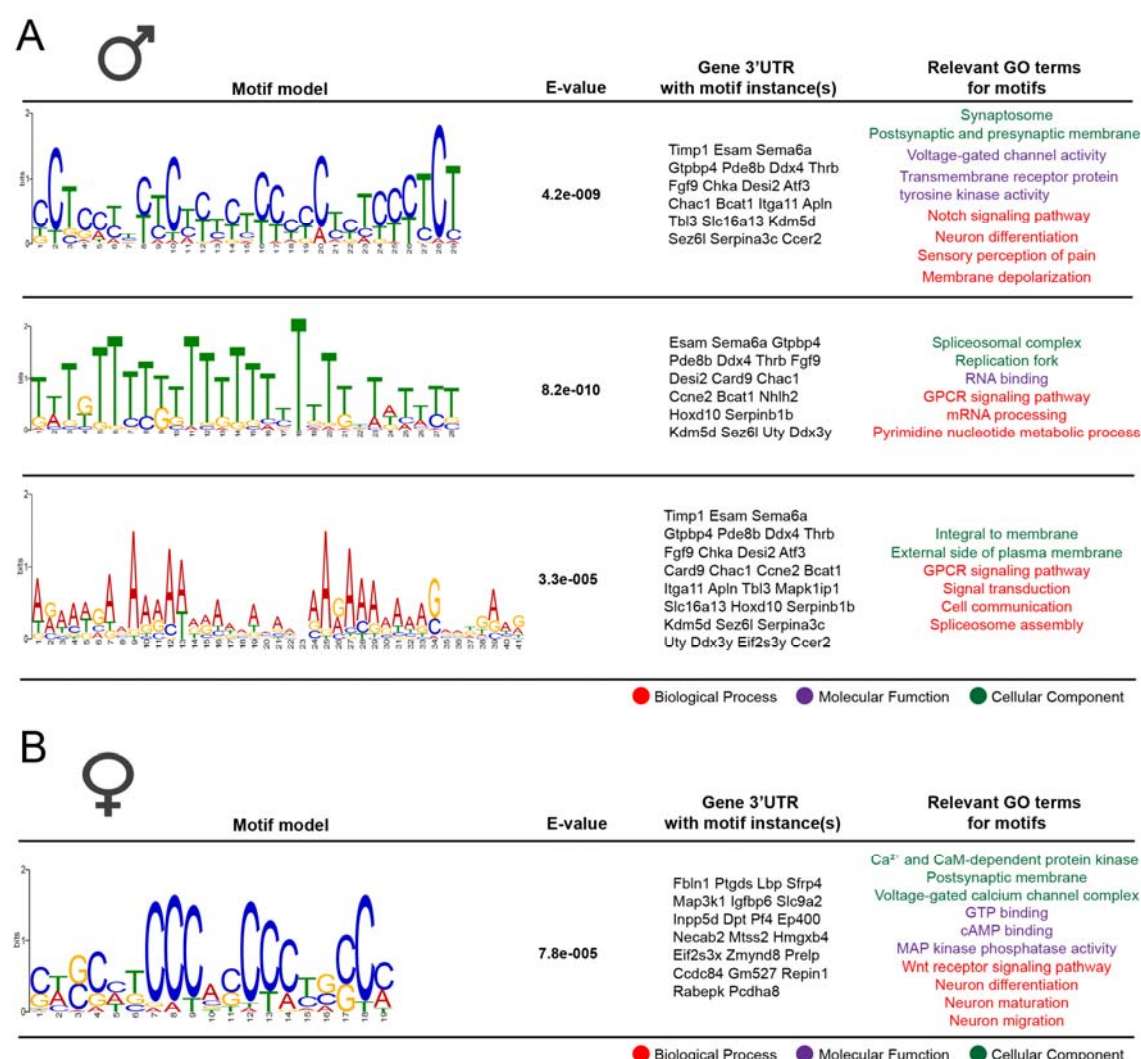 A
Motif model
E-value
Gene 3'UTR
with motif instance(s)
Relevant GO terms
for motifs
4.2e-009
Timp1 Esam Sema6a
Gtpbp4 Pde8b Ddx4 Thrb
Fgf9 Chka Desi2 Atf3
Chac1 Bcat1 Itga11 Apln
Tbl3 Slc16a13 Kdm5d
Sez6l Serpina3c Ccer2
Synaptosome
Postsynaptic and presynaptic membrane
Voltage-gated channel activity
Transmembrane receptor protein
tyrosine kinase activity
Notch signaling pathway
Neuron differentiation
Sensory perception of pain
Membrane depolarization
8.2e-010
Esam Sema6a Gtpbp4
Pde8b Ddx4 Thrb Fgf9
Desi2 Card9 Chac1
Ccne2 Bcat1 Nhlh2
Hoxd10 Serpinb1b
Kdm5d Sez6l Uty Ddx3y
Spliceosomal complex
Replication fork
RNA binding
GPCR signaling pathway
mRNA processing
Pyrimidine nucleotide metabolic process
3.3e-005
Timp1 Esam Sema6a
Gtpbp4 Pde8b Ddx4 Thrb
Fgf9 Chka Desi2 Atf3
Card9 Chac1 Ccne2 Bcat1
Itga11 Apln Tbl3 Mapk1ip1
Slc16a13 Hoxd10 Serpinb1b
Kdm5d Sez6l Serpina3c
Uty Ddx3y Eif2s3y Ccer2
Integral to membrane
External side of plasma membrane
GPCR signaling pathway
Signal transduction
Cell communication
Spliceosome assembly
Biological Process Molecular Fumction Cellular Component
B
Motif model
E-value
Gene 3'UTR
with motif instance(s)
Relevant GO terms
for motifs
7.8e-005
Fbln1 Ptgds Lbp Sfrp4
Map3k1 Igfbp6 Slc9a2
Inpp5d Dpt Pf4 Ep400
Necab2 Mtss2 Hmgxb4
Eif2s3x Zmynd8 Prelp
Ccdc84 Gm527 Repin1
Rabepk Pcdha8
Ca²⁺ and CaM-dependent protein kinase
Postsynaptic membrane
Voltage-gated calcium channel complex
GTP binding
cAMP binding
MAP kinase phosphatase activity
Wnt receptor signaling pathway
Neuron differentiation
Neuron maturation
Neuron migration
Biological Process Molecular Fumction Cellular Component